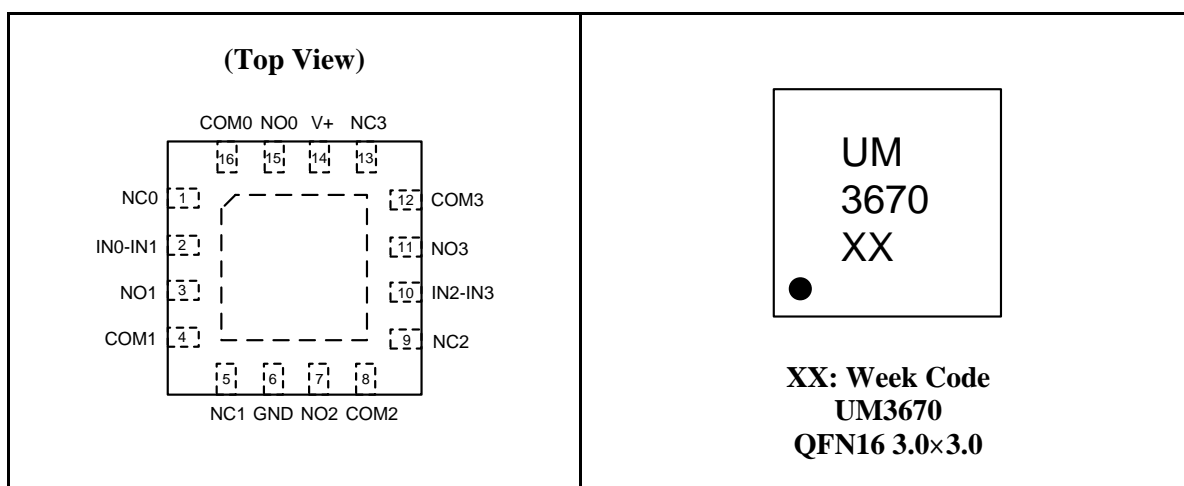 (Top View)
COM0 NO0 V+ NC3
16 15 14 13
NC0 1 12 COM3
IN0-IN1 2 11 NO3
NO1 3 10 IN2-IN3
COM1 4 9 NC2
5 6 7 8
NC1 GND NO2 COM2
UM
3670
XX
XX: Week Code
UM3670
QFN16 3.0×3.0